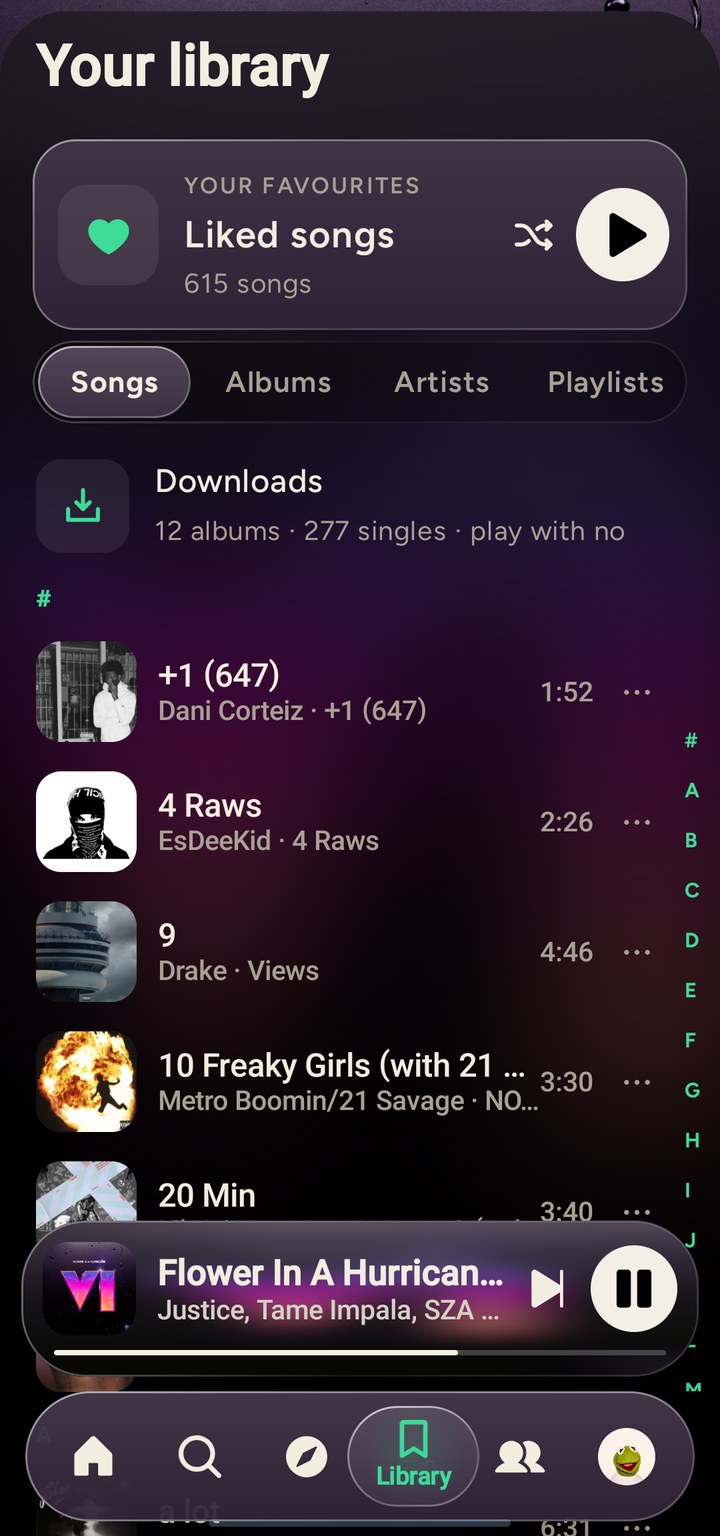 Your library
YOUR FAVOURITES
Liked songs
615 songs
Songs Albums Artists Playlists
Downloads
12 albums · 277 singles · play with no
#
+1 (647)
Dani Corteiz · +1 (647)
1:52
4 Raws
EsDeeKid · 4 Raws
2:26
9
Drake · Views
4:46
10 Freaky Girls (with 21 ...
Metro Boomin/21 Savage · NO...
3:30
20 Min
3:40
#
A
B
C
D
E
F
G
H
I
J
M
VI
Flower In A Hurrican...
Justice, Tame Impala, SZA ...
A
Library
a lot
6:31